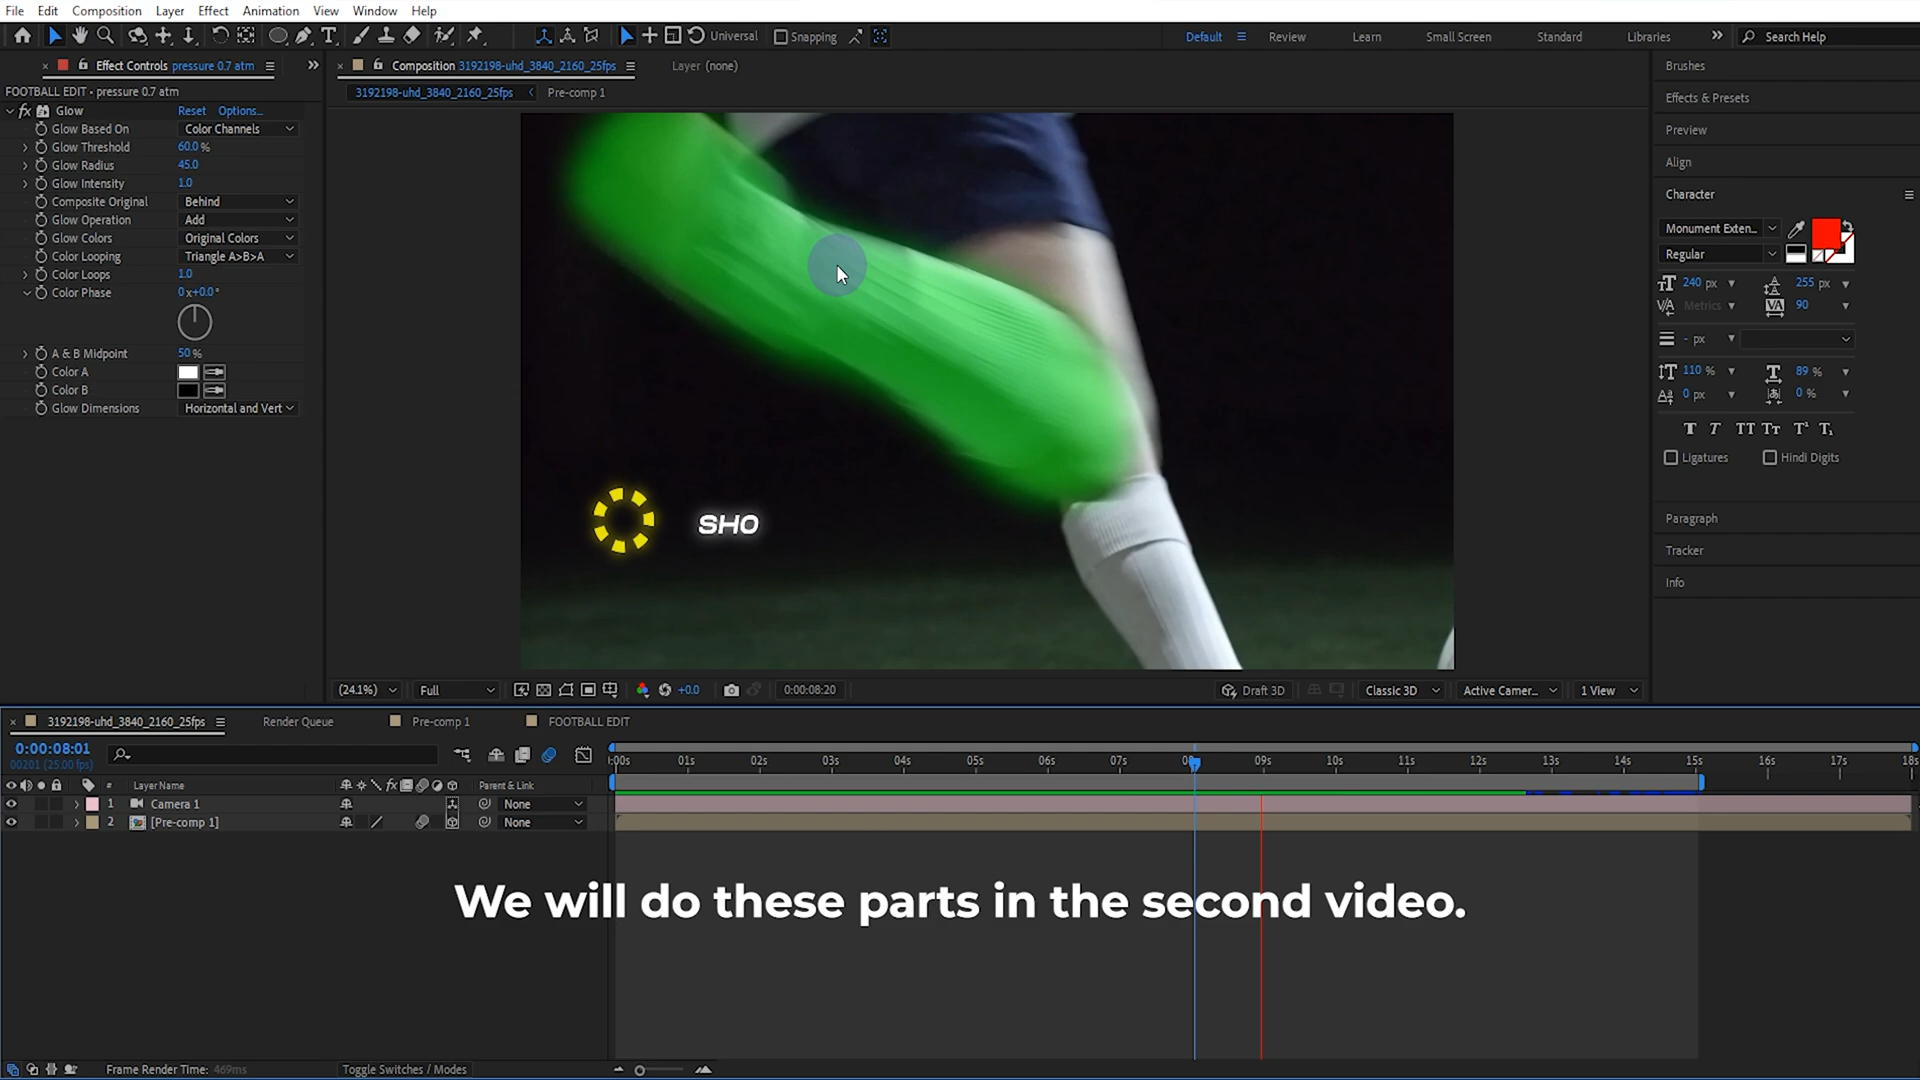 File Edit Composition Layer Effect Animation View Window Help
Universal Snapping Default Review Learn Small Screen Standard Libraries Search Help
Effect Controls pressure 0.7 atm
FOOTBALL EDIT • pressure 0.7 atm
Glow Reset Options...
Glow Based On Color Channels
Glow Threshold 60.0 %
Glow Radius 45.0
Glow Intensity 1.0
Composite Original Behind
Glow Operation Add
Glow Colors Original Colors
Color Looping Triangle A>B>A
Color Loops 1.0
Color Phase 0 x+0.0 °
A & B Midpoint 50 %
Color A
Color B
Glow Dimensions Horizontal and Vert
Composition 3192198-uhd_3840_2160_25fps Layer (none)
3192198-uhd_3840_2160_25fps Pre-comp 1
SHO
(24.1%) Full +0.0 0:00:08:20 Draft 3D Classic 3D Active Camer... 1 View
Brushes
Effects & Presets
Preview
Align
Character
Monument Exten...
Regular
240 px 255 px
Metrics 90
- px
110 % 89 %
0 px 0 %
T T TT Tт T¹ T₁
Ligatures Hindi Digits
Paragraph
Tracker
Info
3192198-uhd_3840_2160_25fps Render Queue Pre-comp 1 FOOTBALL EDIT
0:00:08:01
00201 (25.00 fps)
:00s 01s 02s 03s 04s 05s 06s 07s 09s 10s 11s 12s 13s 14s 15s 16s 17s 18s
# Layer Name fx Parent & Link
1 Camera 1 None
2 [Pre-comp 1] None
We will do these parts in the second video.
Frame Render Time: 469ms Toggle Switches / Modes